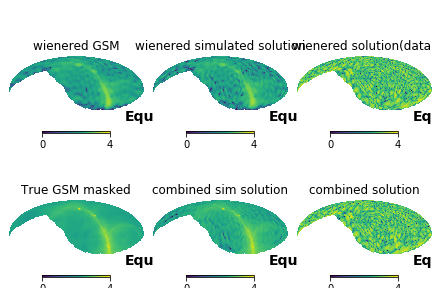 wienered GSM
wienered simulated solution
wienered solution(data
Equ
Equ
Eq
0 4
0 4
0 4
True GSM masked
combined sim solution
combined solution
Equ
Equ
Eq
0 4
0 4
0 4